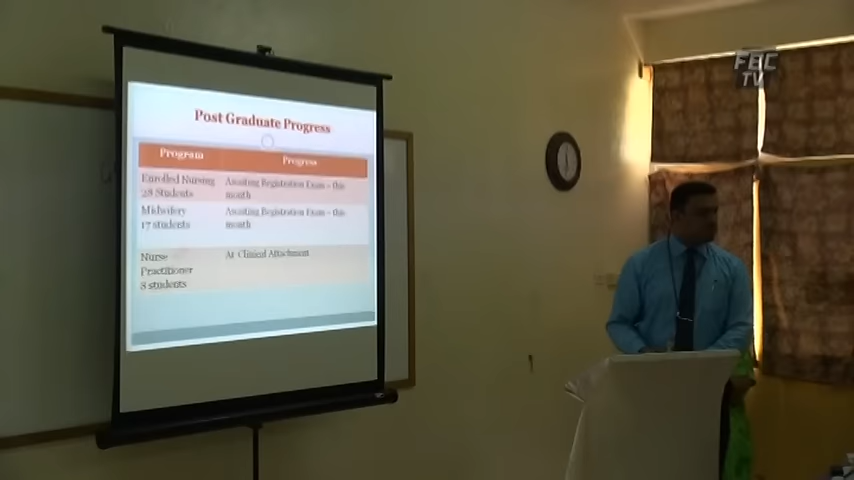 FBC
TV
Post Graduate Progress
Program Progress
Enrolled Nursing Awaiting Registration Exam – this
28 Students month
Midwifery Awaiting Registration Exam – this
17 students month
Nurse At Clinical Attachment
Practitioner
8 students